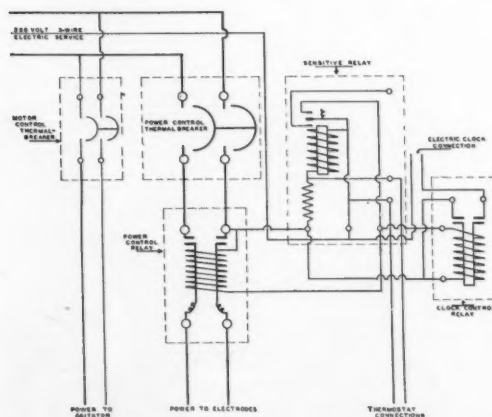 220 VOLT 3-WIRE
ELECTRIC SERVICE
SENSITIVE RELAY
MOTOR
CONTROL
THERMAL-
BREAKER
POWER CONTROL
THERMAL BREAKER
ELECTRIC CLOCK
CONNECTION
POWER
CONTROL
RELAY
CLOCK CONTROL
RELAY
POWER TO
AGITATOR
POWER TO ELECTRODES
THERMOSTAT
CONNECTIONS